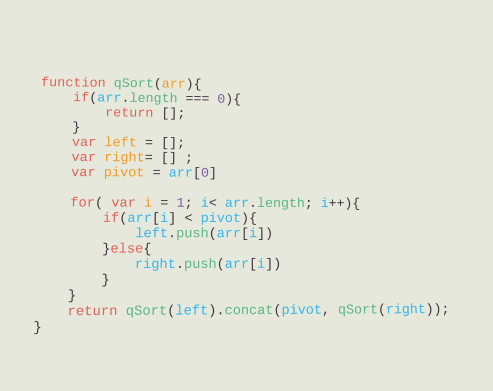 function qSort(arr){
if(arr.length === 0){
return [];
}
var left = [];
var right= [] ;
var pivot = arr[0]
for( var i = 1; i< arr.length; i++){
if(arr[i] < pivot){
left.push(arr[i])
}else{
right.push(arr[i])
}
}
return qSort(left).concat(pivot, qSort(right));
}